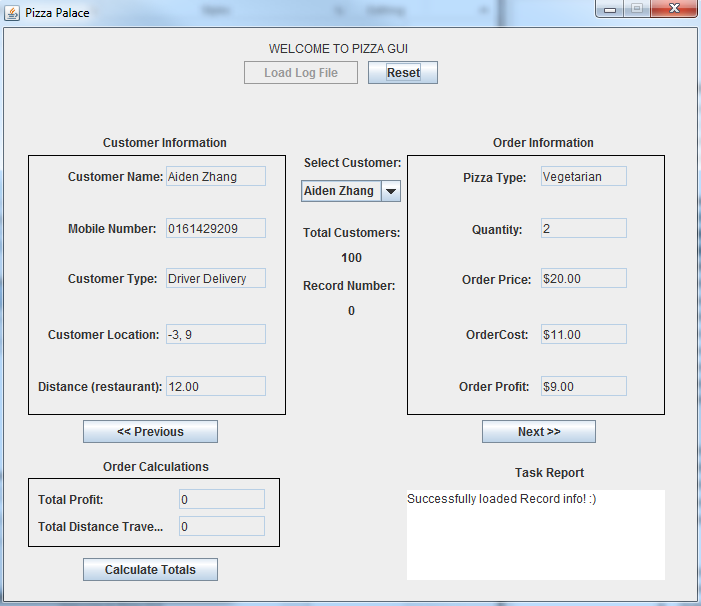 Pizza Palace
WELCOME TO PIZZA GUI
Load Log File
Reset
Customer Information
Customer Name: Aiden Zhang
Mobile Number: 0161429209
Customer Type: Driver Delivery
Customer Location: -3, 9
Distance (restaurant): 12.00
<< Previous
Select Customer:
Aiden Zhang
Total Customers:
100
Record Number:
0
Order Information
Pizza Type: Vegetarian
Quantity: 2
Order Price: $20.00
OrderCost: $11.00
Order Profit: $9.00
Next >>
Order Calculations
Total Profit: 0
Total Distance Trave... 0
Calculate Totals
Task Report
Successfully loaded Record info! :)